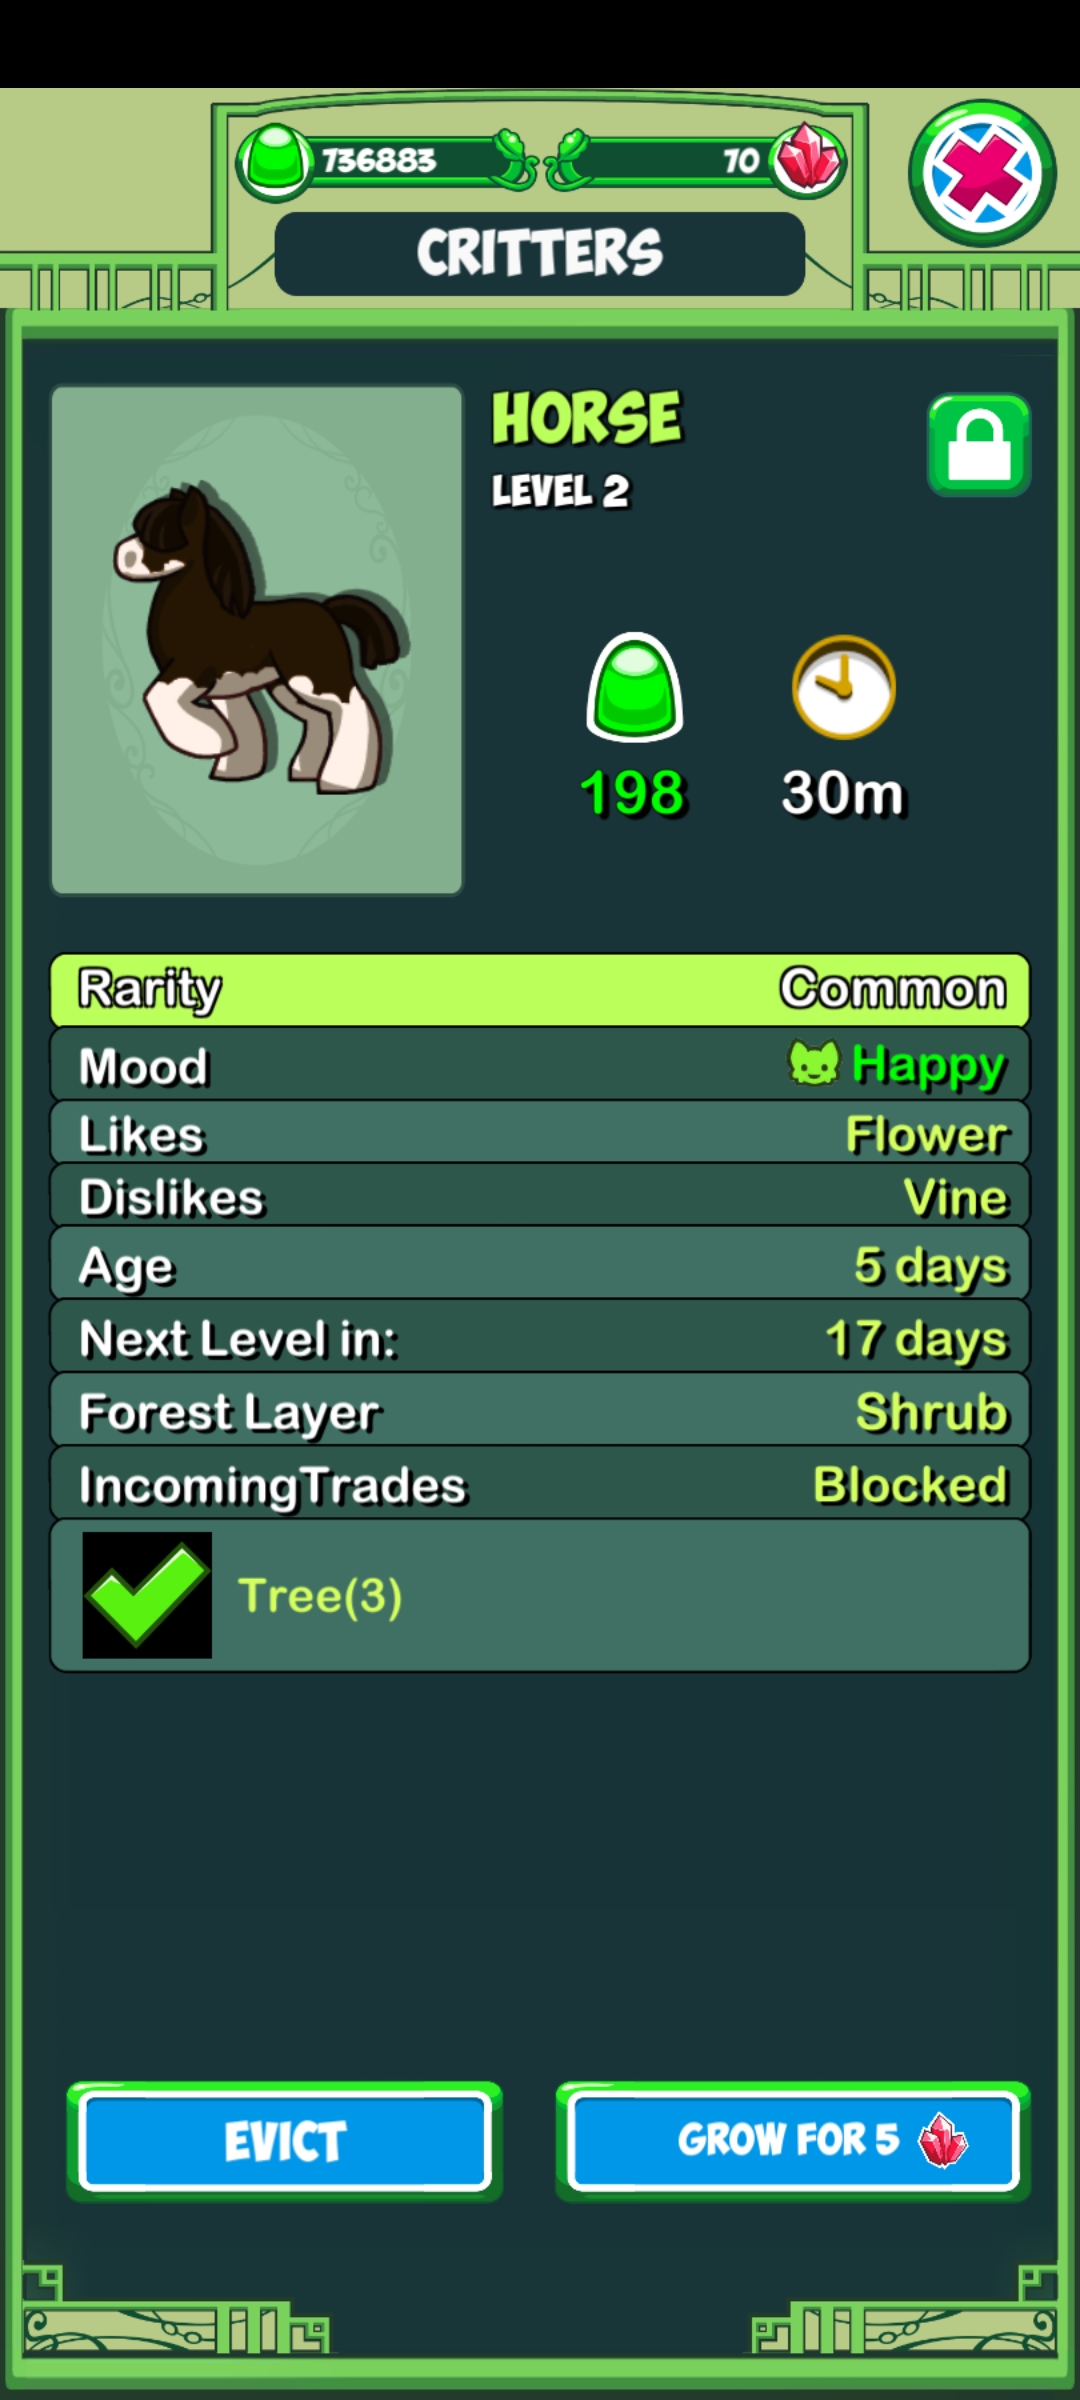 736883
70
CRITTERS
HORSE
LEVEL 2
198
30m
Rarity Common
Mood Happy
Likes Flower
Dislikes Vine
Age 5 days
Next Level in: 17 days
Forest Layer Shrub
IncomingTrades Blocked
Tree(3)
EVICT
GROW FOR 5